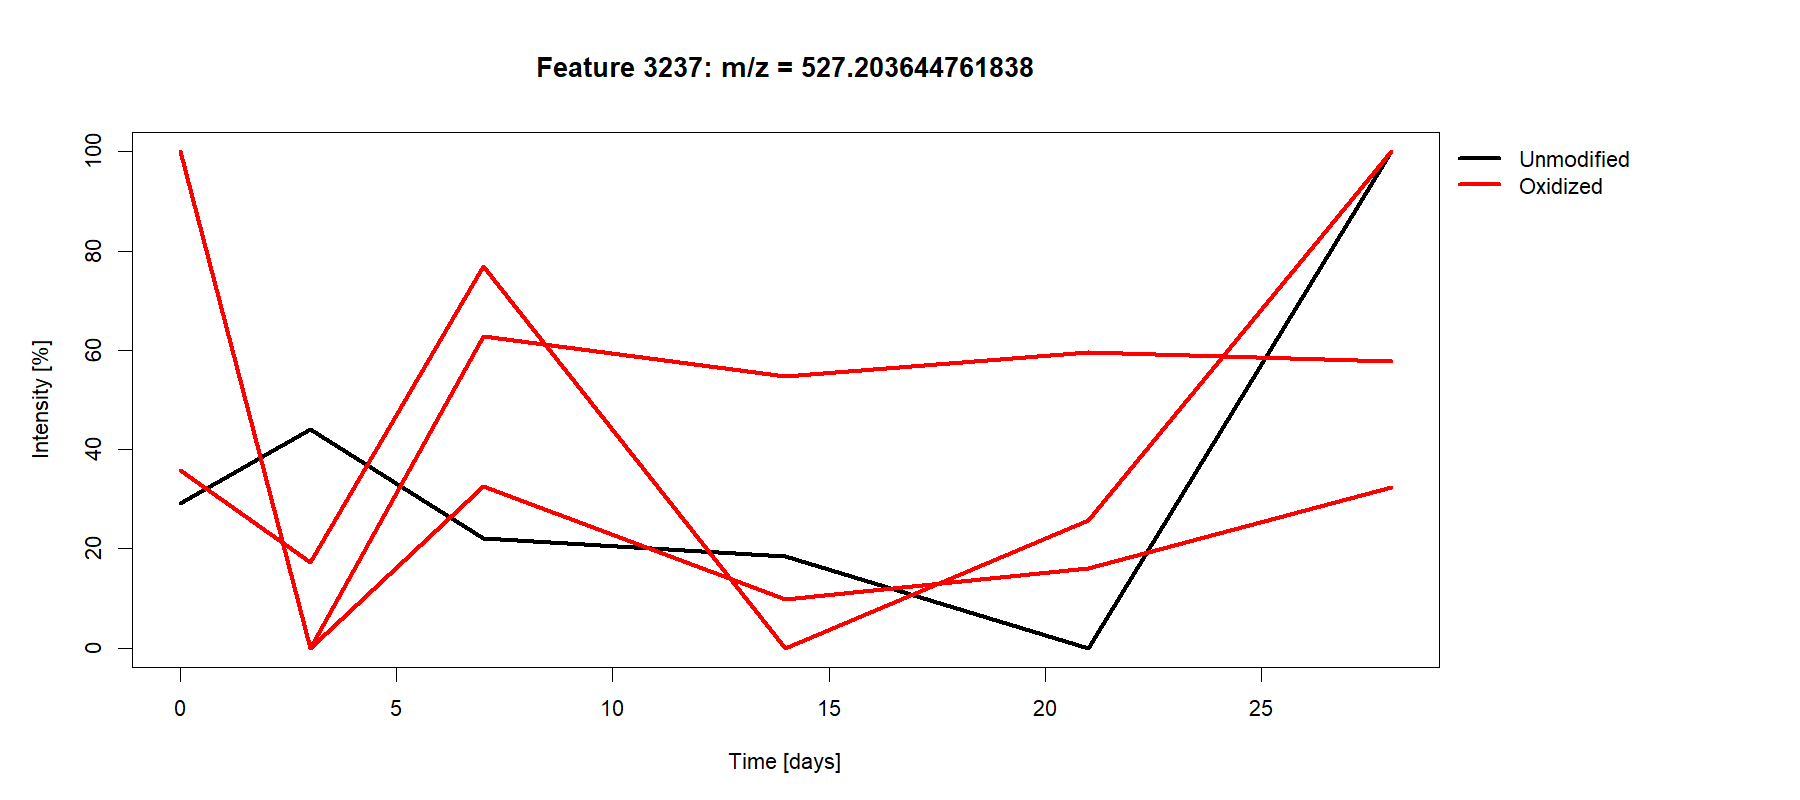 Feature 3237: m/z = 527.203644761838
Unmodified
Oxidized
Intensity [%]
100
80
60
40
20
0
0 5 10 15 20 25
Time [days]